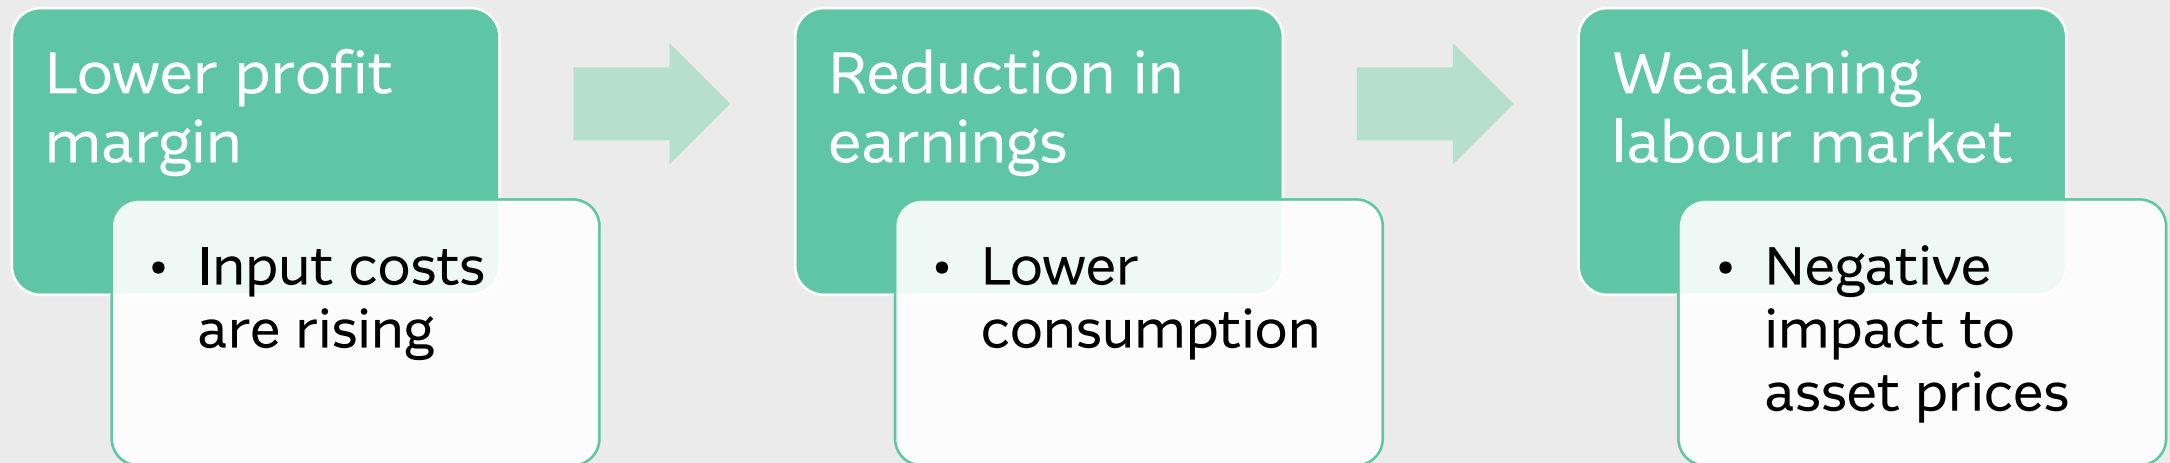 Lower profit
margin
• Input costs
are rising
Reduction in
earnings
• Lower
consumption
Weakening
labour market
• Negative
impact to
asset prices